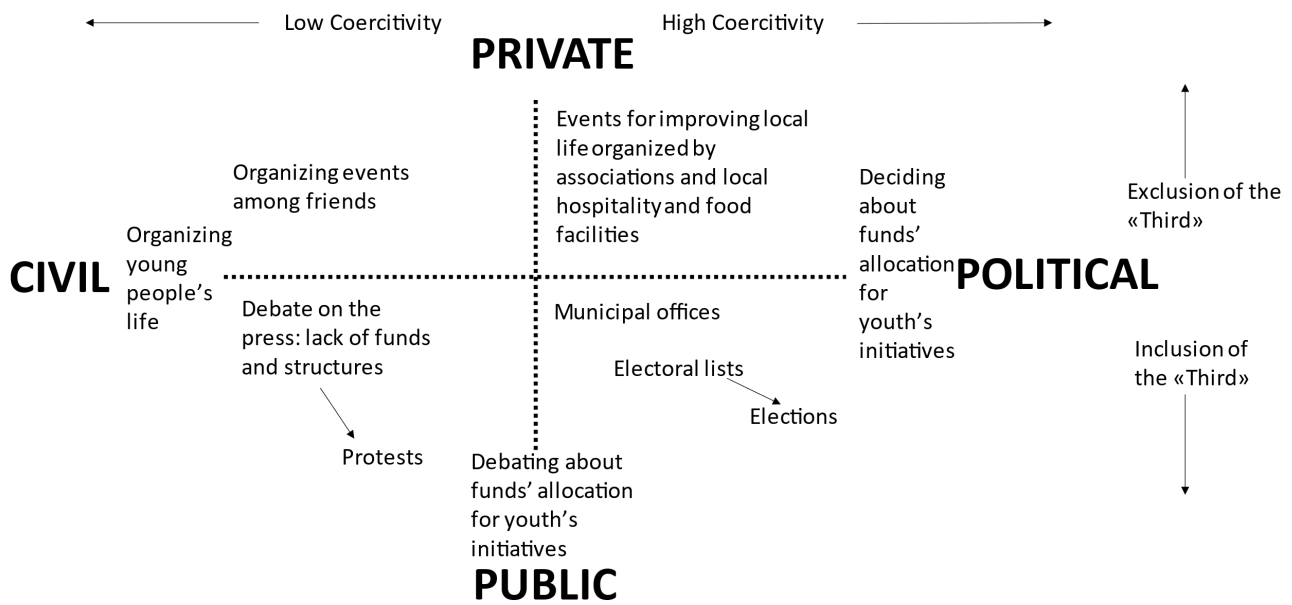 Low Coercitivity
High Coercitivity
PRIVATE
Events for improving local
life organized by
associations and local
hospitality and food
facilities
Organizing events
among friends
Deciding
about
funds’
allocation
for
youth’s
initiatives
Exclusion of the
«Third»
Organizing
young
people’s
life
CIVIL
POLITICAL
Debate on the
press: lack of funds
and structures
Municipal offices
Electoral lists
Elections
Inclusion of
the «Third»
Protests
Debating about
funds’ allocation
for youth’s
initiatives
PUBLIC